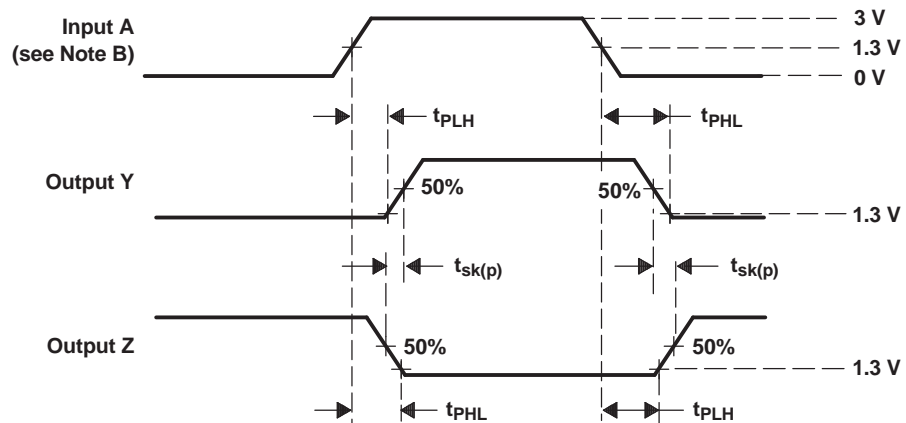 Input A
(see Note B)
3 V
1.3 V
0 V
tPLH
tPHL
Output Y
50%
50%
1.3 V
tsk(p)
tsk(p)
Output Z
50%
50%
1.3 V
tPHL
tPLH